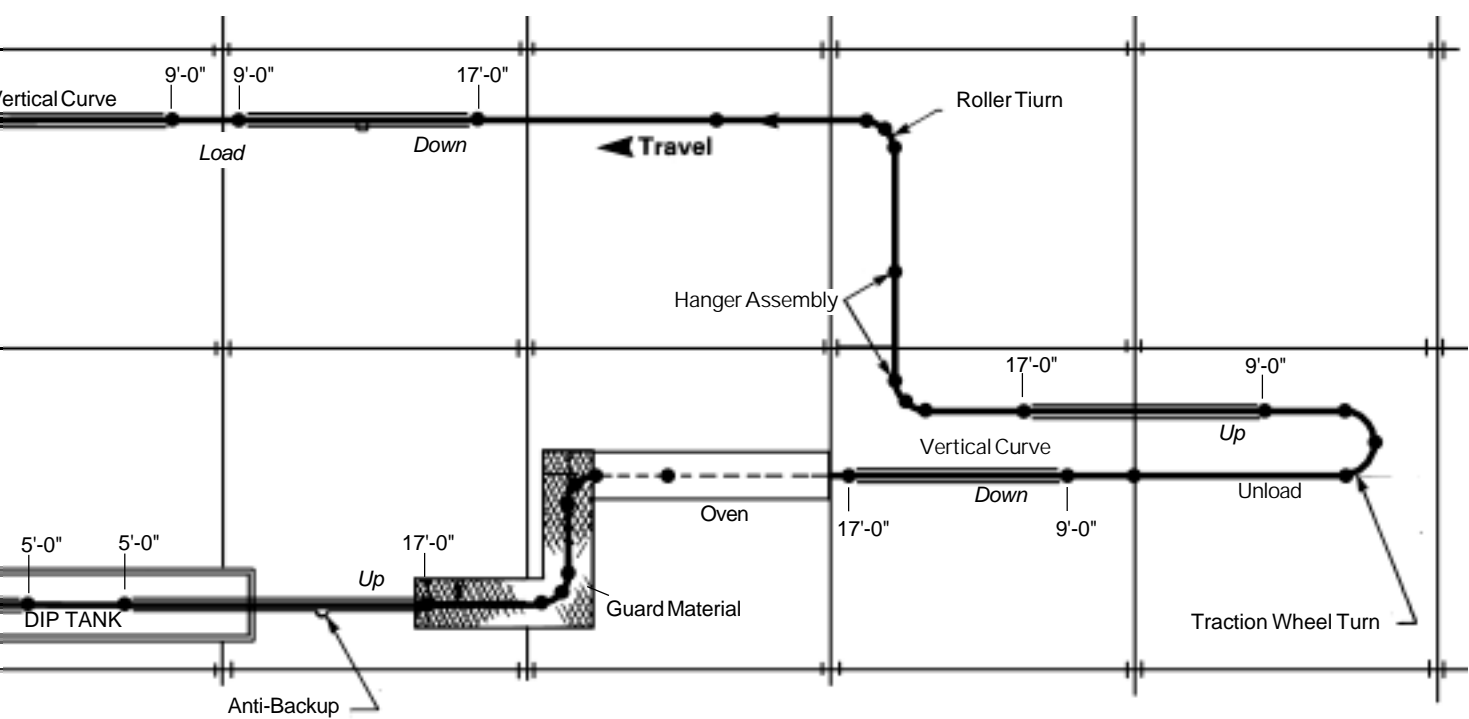 9'-0" 9'-0" 17'-0"
Vertical Curve
Roller Tiurn
Load
Down
Travel
Hanger Assembly
17'-0" 9'-0"
Up
Vertical Curve
Down
Unload
Oven
17'-0" 9'-0"
5'-0" 5'-0" 17'-0"
Up
DIP TANK
Guard Material
Traction Wheel Turn
Anti-Backup